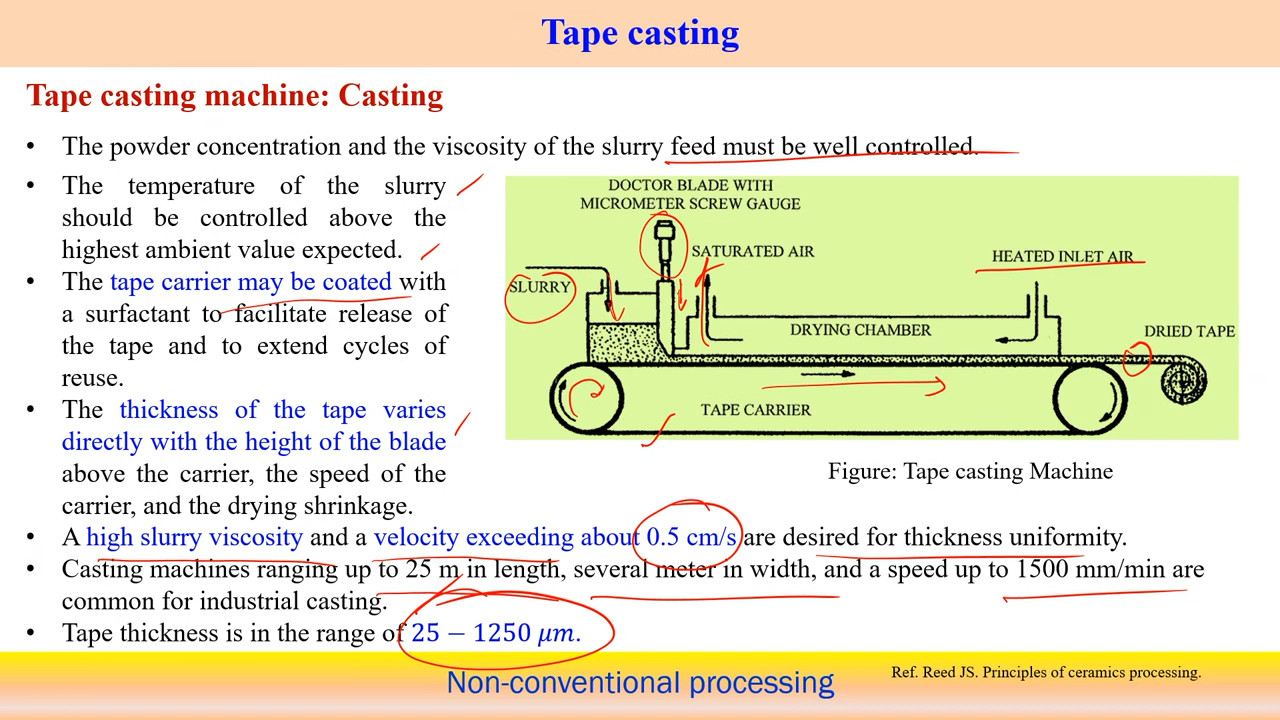 Tape casting
Tape casting machine: Casting
• The powder concentration and the viscosity of the slurry feed must be well controlled.
• The temperature of the slurry
should be controlled above the
highest ambient value expected.
• The tape carrier may be coated with
a surfactant to facilitate release of
the tape and to extend cycles of
reuse.
• The thickness of the tape varies
directly with the height of the blade
above the carrier, the speed of the
carrier, and the drying shrinkage.
DOCTOR BLADE WITH
MICROMETER SCREW GAUGE
SATURATED AIR
HEATED INLET AIR
SLURRY
DRYING CHAMBER
DRIED TAPE
TAPE CARRIER
Figure: Tape casting Machine
• A high slurry viscosity and a velocity exceeding about 0.5 cm/s are desired for thickness uniformity.
• Casting machines ranging up to 25 m in length, several meter in width, and a speed up to 1500 mm/min are
common for industrial casting.
• Tape thickness is in the range of 25 − 1250 μm.
Non-conventional processing
Ref. Reed JS. Principles of ceramics processing.